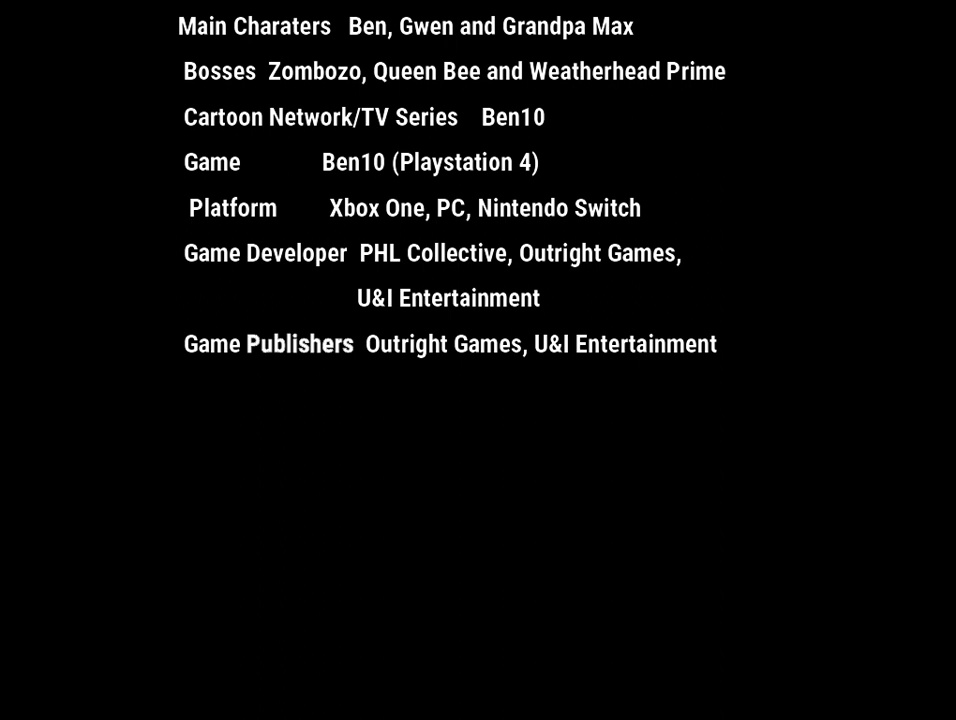 Main Charaters Ben, Gwen and Grandpa Max
Bosses Zombozo, Queen Bee and Weatherhead Prime
Cartoon Network/TV Series Ben10
Game Ben10 (Playstation 4)
Platform Xbox One, PC, Nintendo Switch
Game Developer PHL Collective, Outright Games,
U&I Entertainment
Game Publishers Outright Games, U&I Entertainment